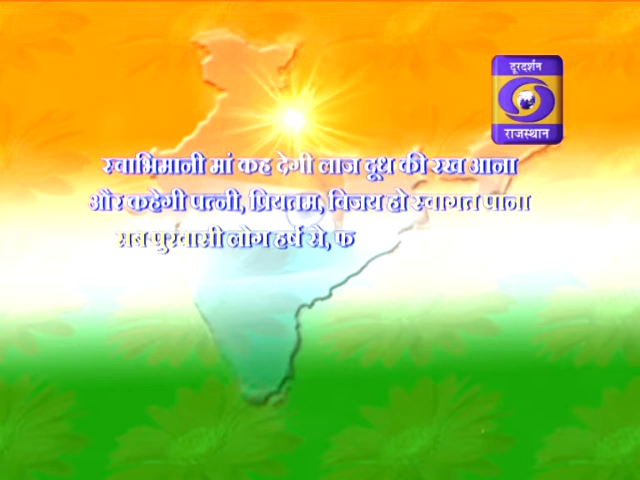 दूरदर्शन
राजस्थान
स्वाभिमानी मां कह देगी लाज दूध की रख आना
और कहेगी पत्नी, प्रियतम, विजय हो स्वागत पाना
सब पुरवासी लोग हर्ष से, फ